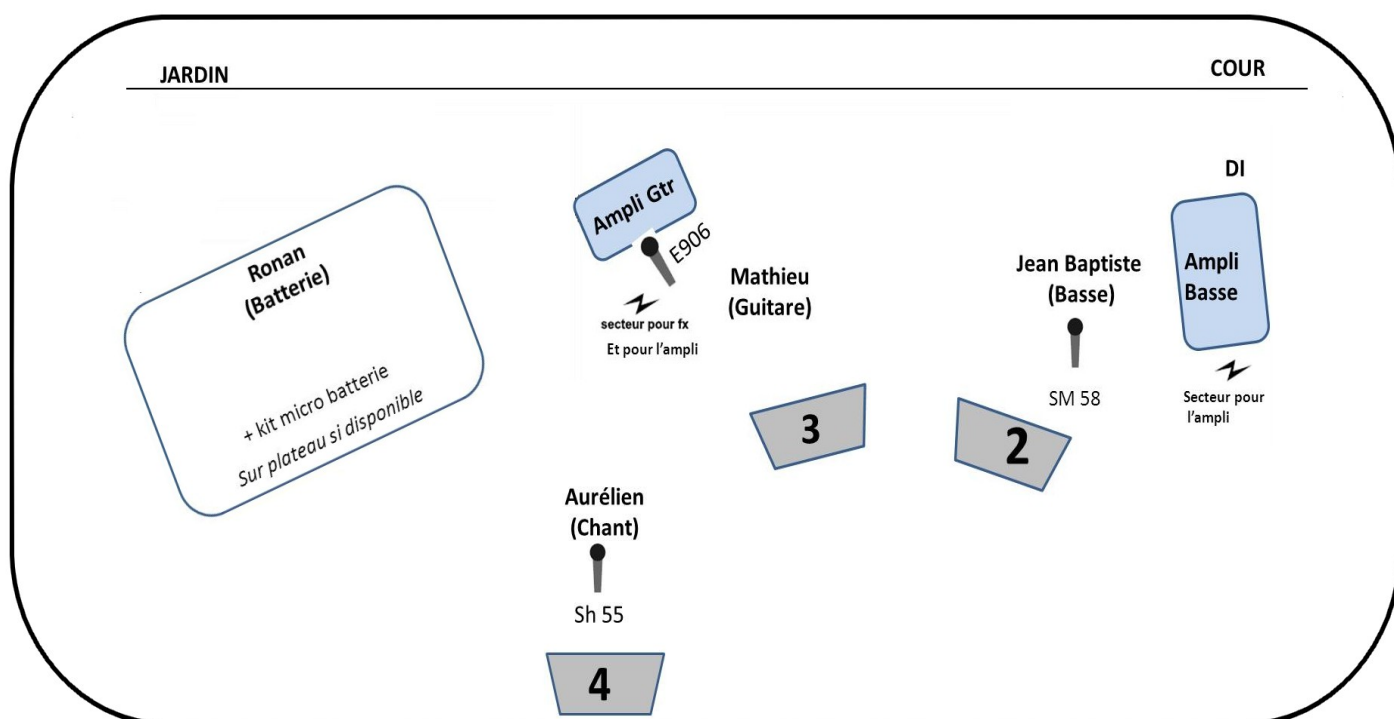 JARDIN
COUR
Ronan
(Batterie)
+ kit micro batterie
Sur plateau si disponible
Ampli Gtr
E906
secteur pour fx
Et pour l'ampli
Mathieu
(Guitare)
Jean Baptiste
(Basse)
SM 58
DI
Ampli
Basse
Secteur pour
l'ampli
3
2
Aurélien
(Chant)
Sh 55
4